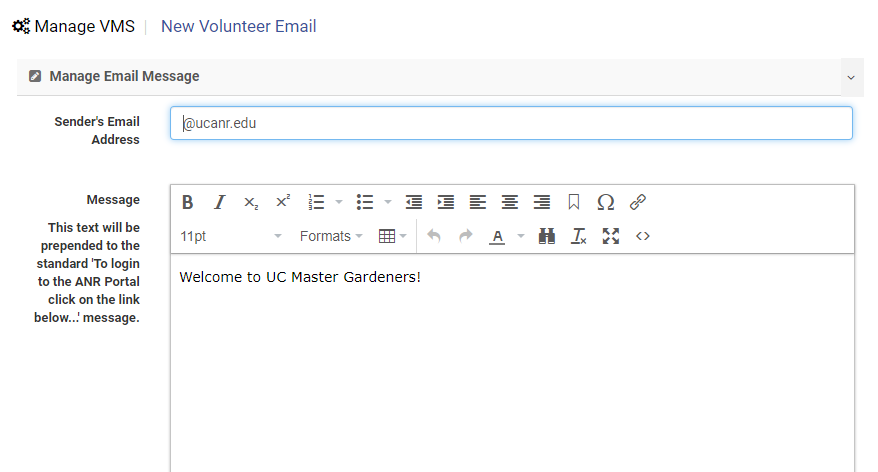 Manage VMS | New Volunteer Email
Manage Email Message
Sender's Email
Address
@ucanr.edu
Message
This text will be
prepended to the
standard 'To login
to the ANR Portal
click on the link
below...' message.
11pt
Formats
Welcome to UC Master Gardeners!